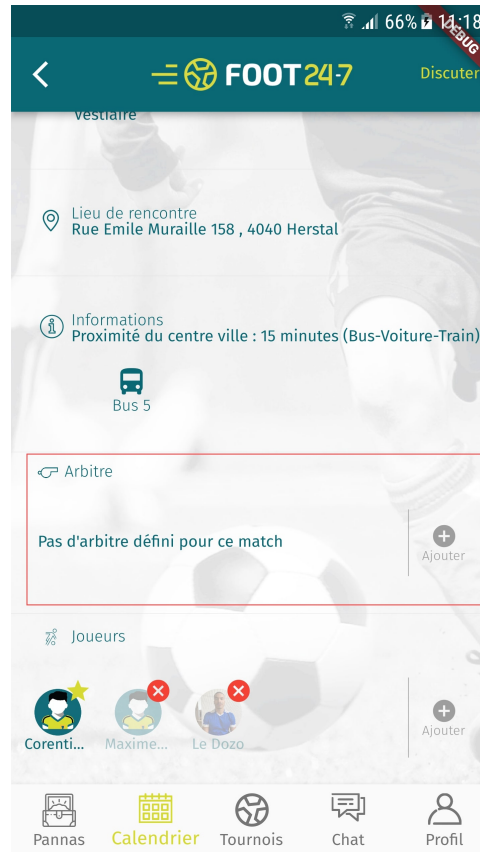 66% 11:18
DEBUG
FOOT24-7
Discuter
Vestiaire
Lieu de rencontre
Rue Emile Muraille 158 , 4040 Herstal
Informations
Proximité du centre ville : 15 minutes (Bus-Voiture-Train)
Bus 5
Arbitre
Pas d'arbitre défini pour ce match
Ajouter
Joueurs
Ajouter
Corenti... Maxime... Le Dozo
Pannas Calendrier Tournois Chat Profil